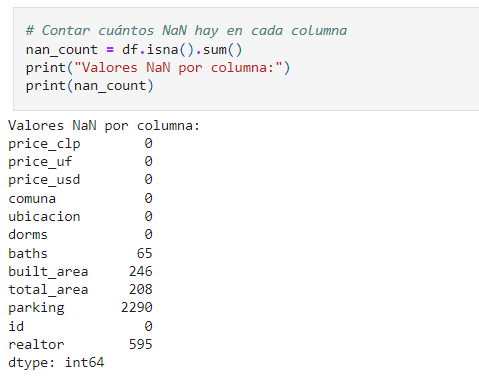 # Contar cuántos NaN hay en cada columna
nan_count = df.isna().sum()
print("Valores NaN por columna:")
print(nan_count)
Valores NaN por columna:
price_clp         0
price_uf          0
price_usd         0
comuna            0
ubicacion         0
dorms             0
baths            65
built_area      246
total_area      208
parking        2290
id                0
realtor         595
dtype: int64